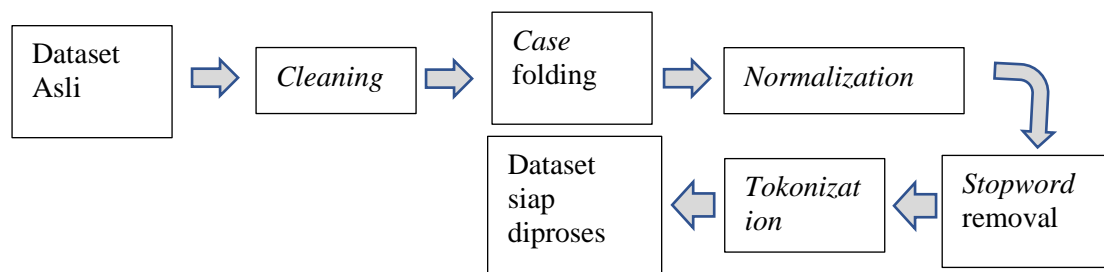 Dataset
Asli
Cleaning
Case
folding
Normalization
Stopword
removal
Tokonizat
ion
Dataset
siap
diproses